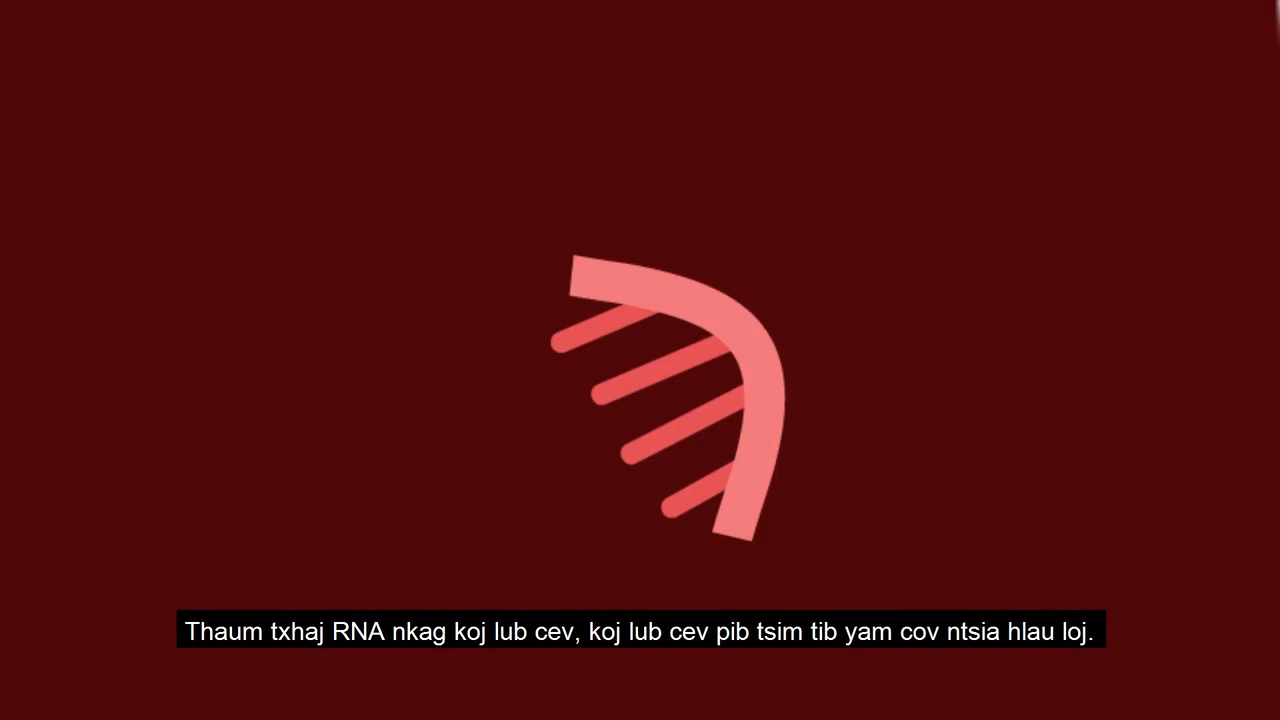 Thaum txhaj RNA nkag koj lub cev, koj lub cev pib tsim tib yam cov ntsia hlau loj.